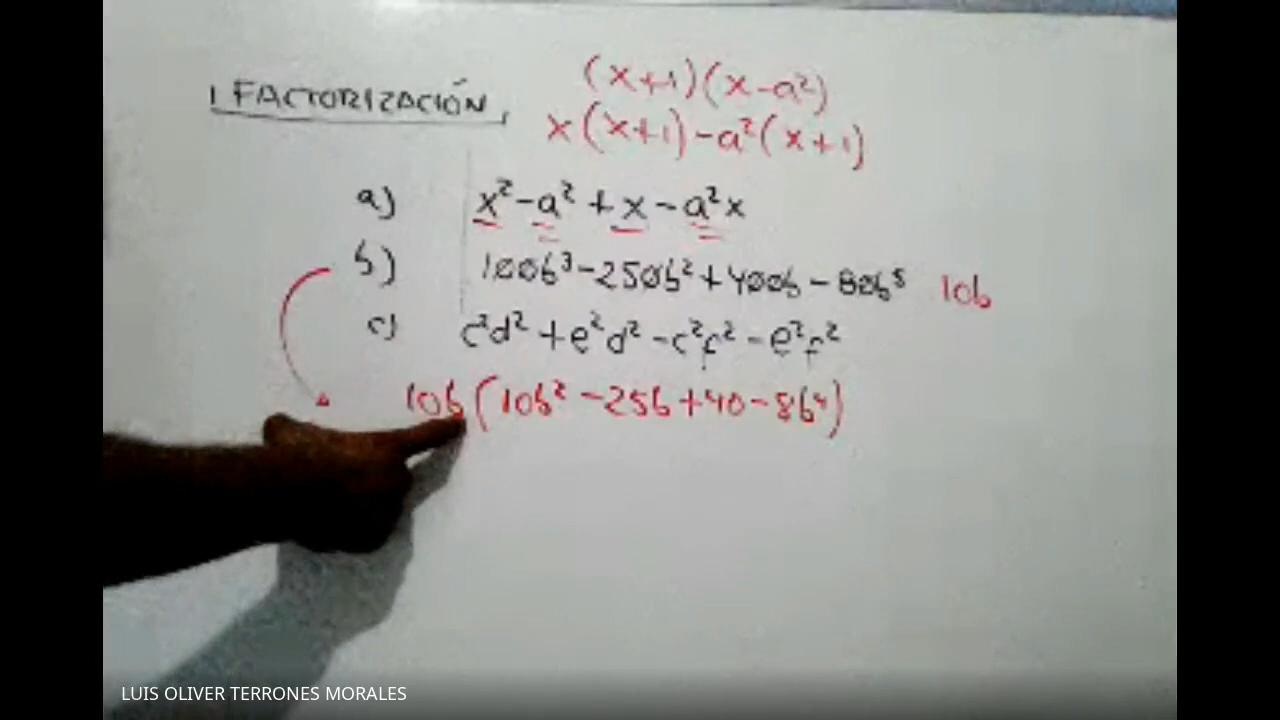 (x+1)(x-a²)
1 FACTORIZACIÓN,
x(x+1)-a²(x+1)
a) x²-a²+x-a²x
b) 100b³-250b²+400b-80b⁵ 10b
c) c²d²+e²d²-c²f²-e²f²
10b(10b²-25b+40-8b⁴)
LUIS OLIVER TERRONES MORALES